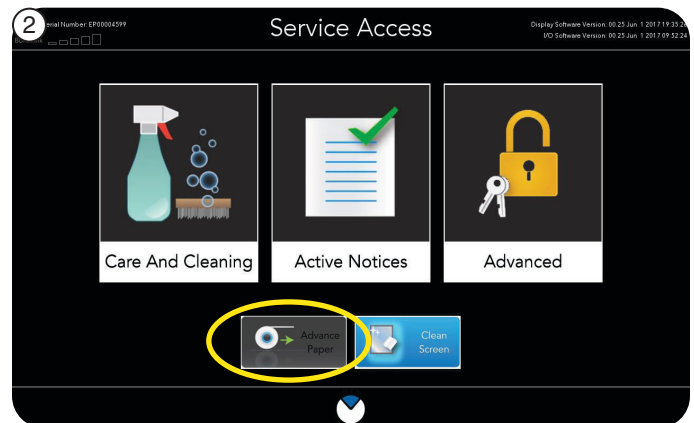 2
erial Number: EP00004599
Service Access
Display Software Version: 00.25 Jun 1 2017 19:35:24
I/O Software Version: 00.25 Jun 1 2017 09:52:24
Care And Cleaning
Active Notices
Advanced
Advance
Paper
Clean
Screen